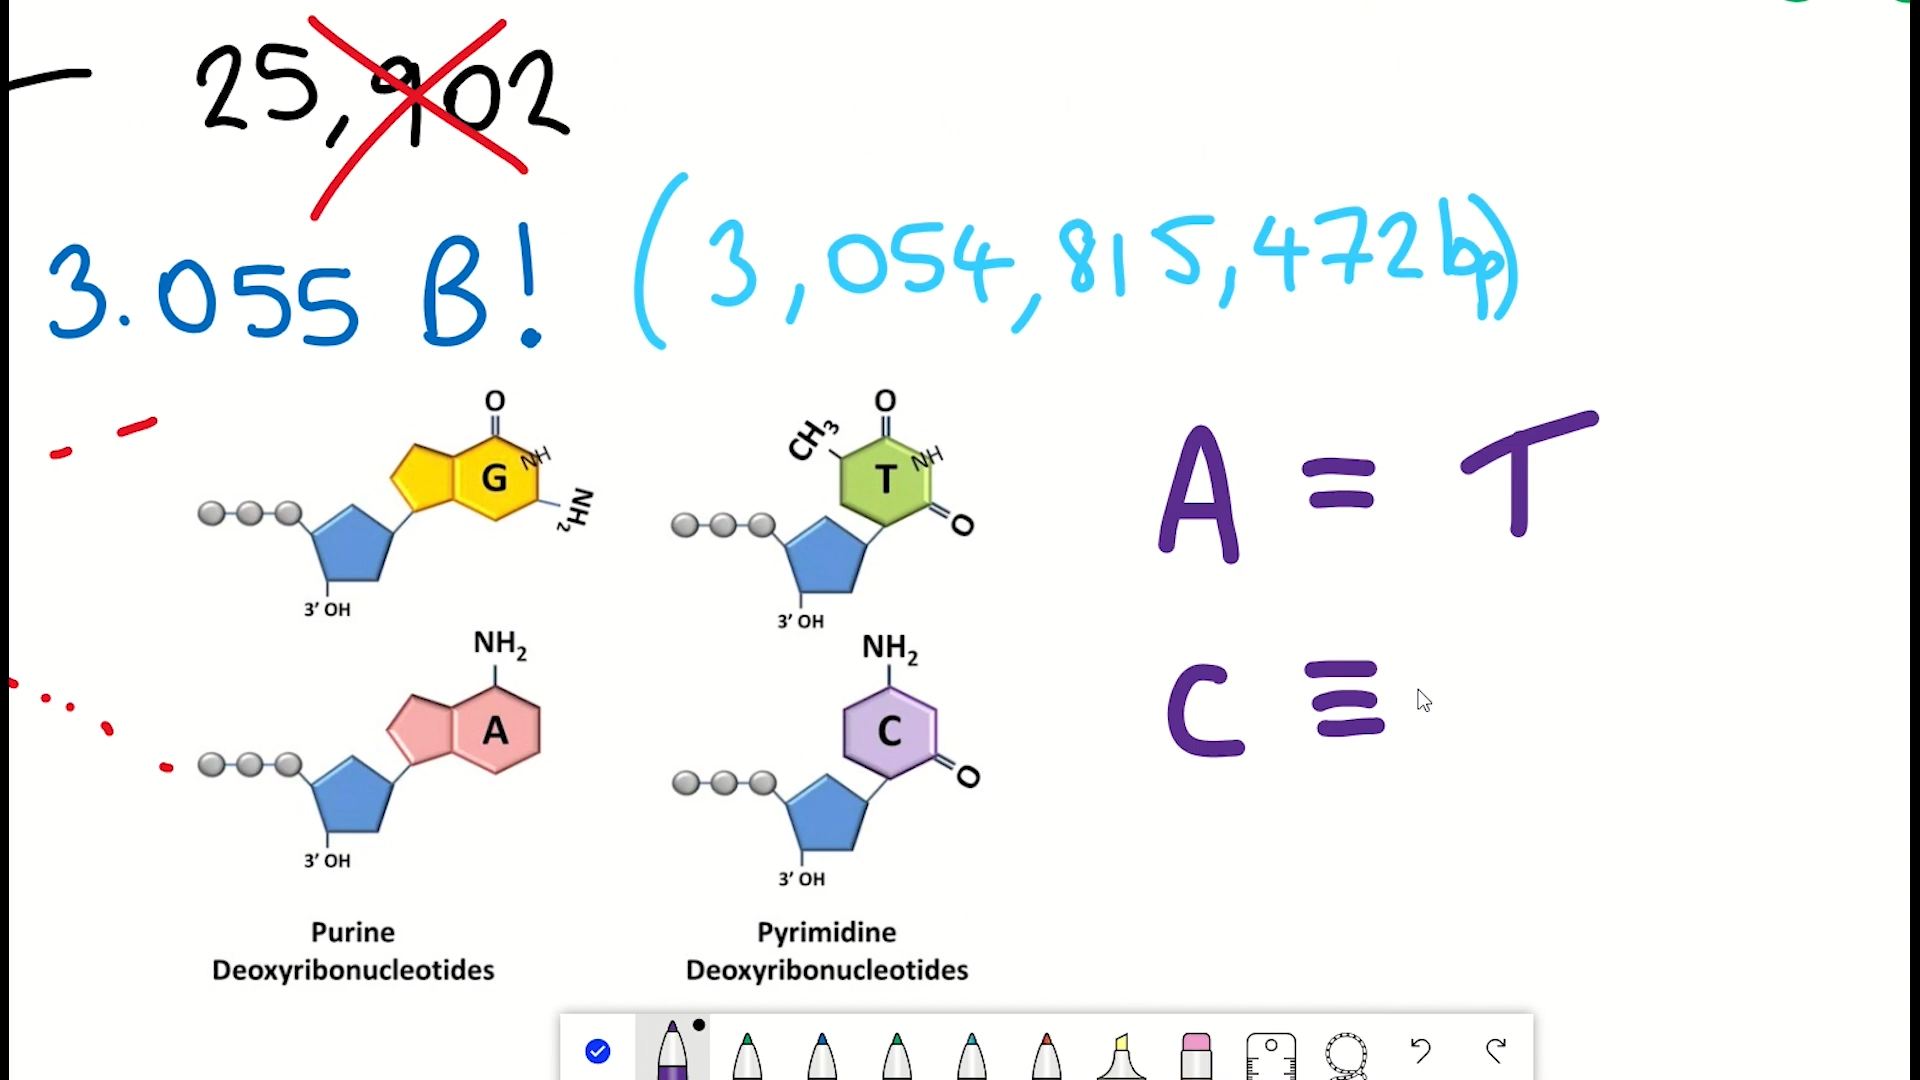 25,902
3.055 B! (3,054,815,472bp)
O
G
NH
NH2
3' OH
O
CH3
T
NH
O
3' OH
A = T
NH2
A
3' OH
NH2
C
O
3' OH
C ≡
Purine
Deoxyribonucleotides
Pyrimidine
Deoxyribonucleotides